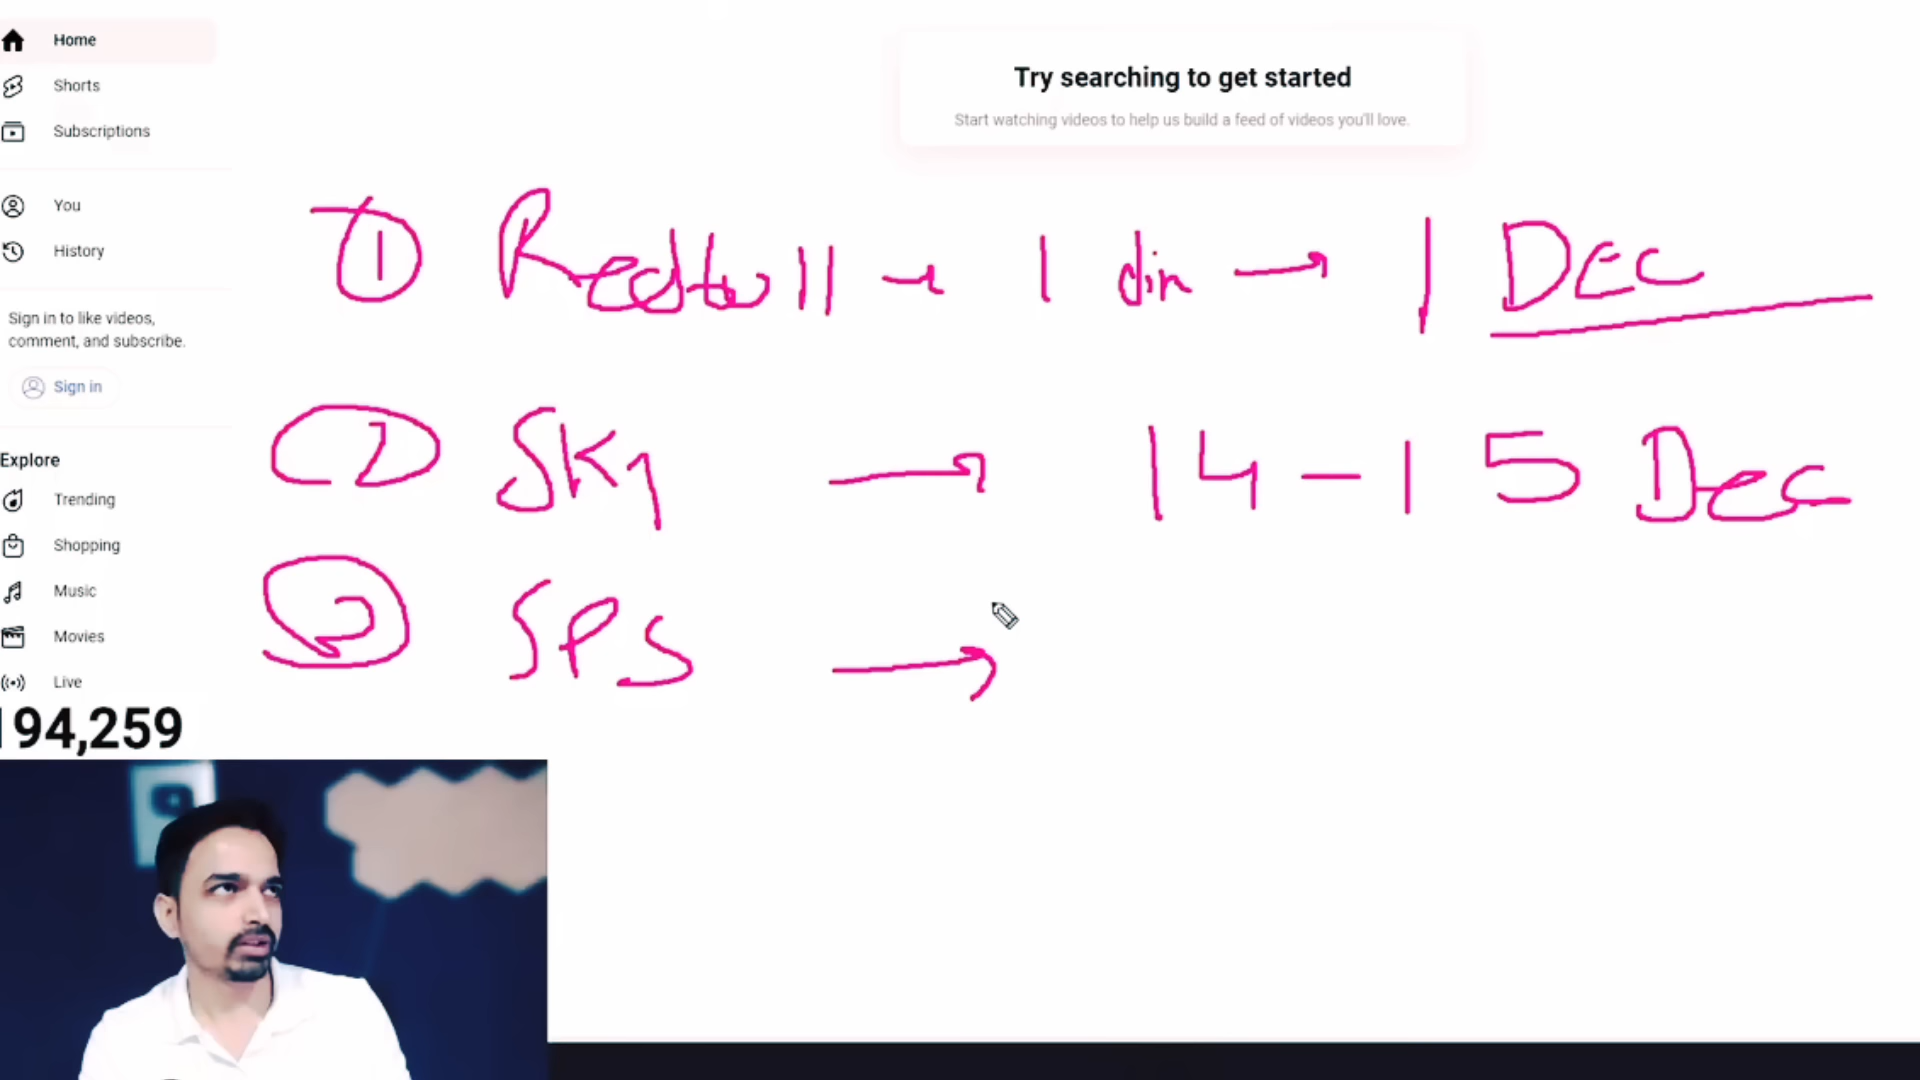 Home
Shorts
Subscriptions
You
History
Sign in to like videos,
comment, and subscribe.
Sign in
Explore
Trending
Shopping
Music
Movies
Live
94,259
Try searching to get started
Start watching videos to help us build a feed of videos you'll love.
1 Redbull → 1 din → 1 DEC
2 SKY → 14-15 Dec
SPS →